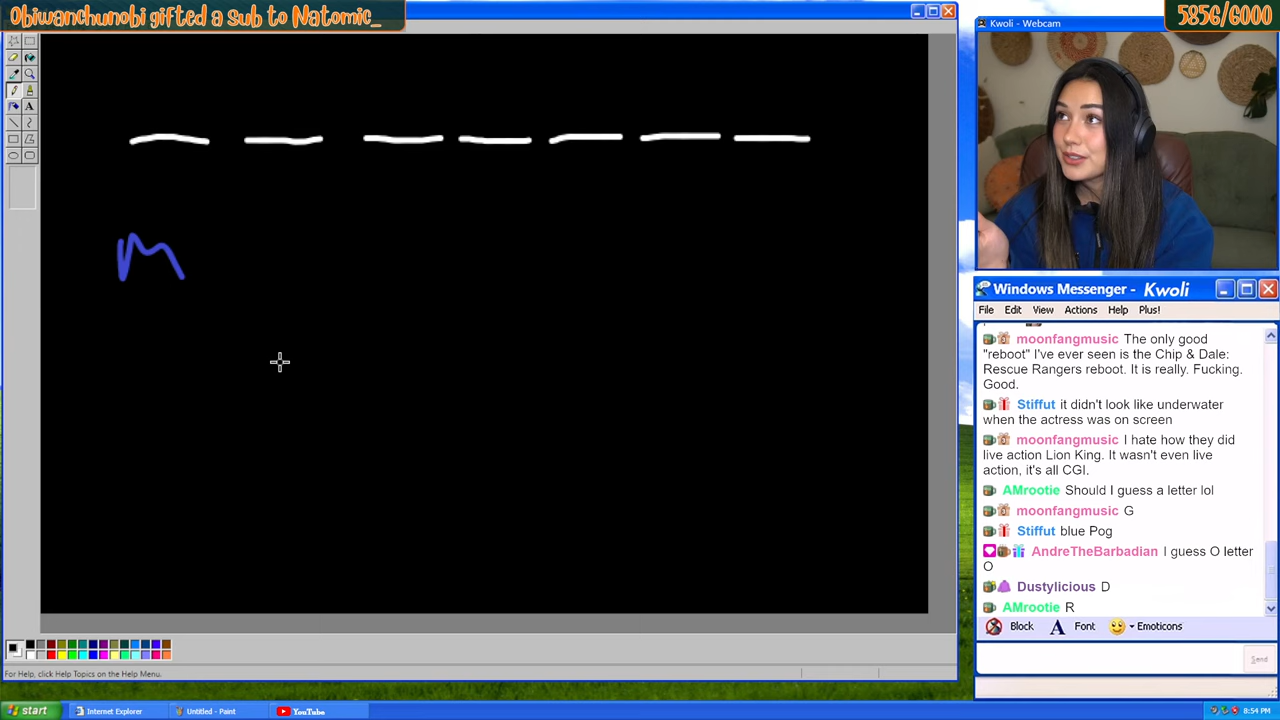 Obiwanchunobi gifted a sub to Natomic_
5856/6000
Kwoli - Webcam
M
Windows Messenger - Kwoli
File Edit View Actions Help Plus!
moonfangmusic The only good
"reboot" I've ever seen is the Chip & Dale:
Rescue Rangers reboot. It is really. Fucking.
Good.
Stiffut it didn't look like underwater
when the actress was on screen
moonfangmusic I hate how they did
live action Lion King. It wasn't even live
action, it's all CGI.
AMrootie Should I guess a letter lol
moonfangmusic G
Stiffut blue Pog
AndreTheBarbadian I guess O letter
O
Dustylicious D
AMrootie R
Block Font Emoticons
Send
For Help, click Help Topics on the Help Menu.
start Internet Explorer Untitled - Paint YouTube 8:54 PM